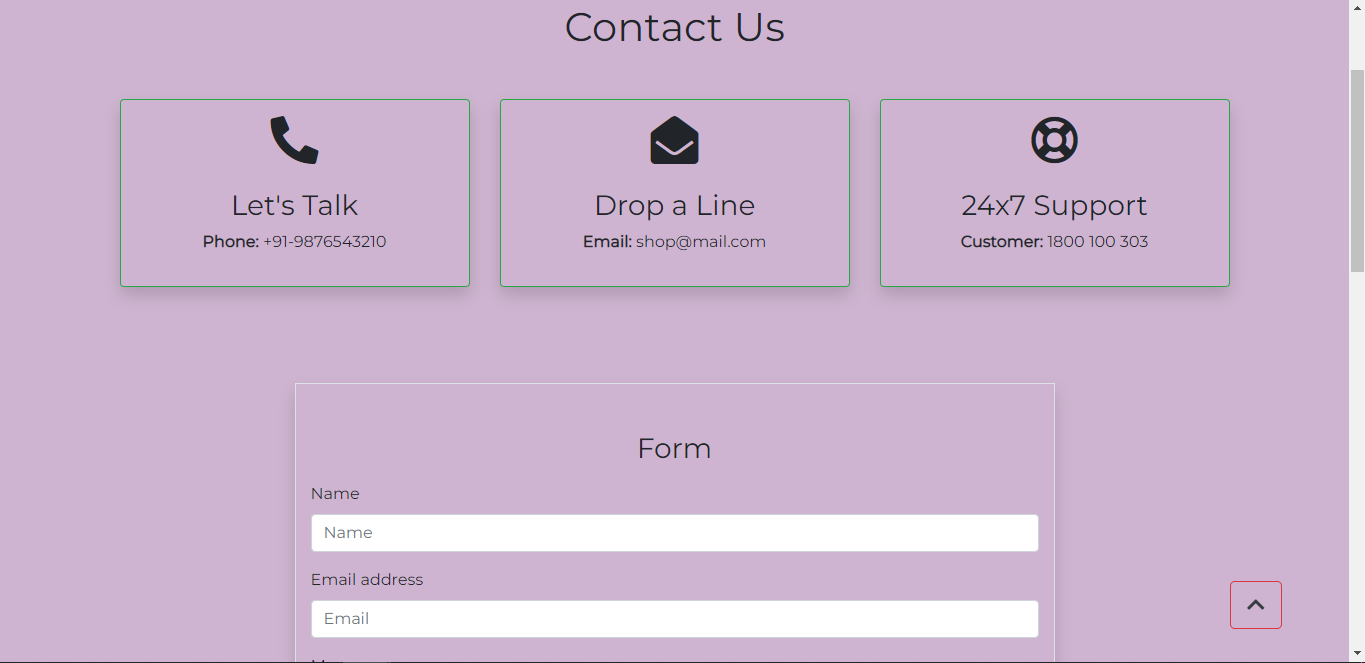 Contact Us
Let's Talk
Phone: +91-9876543210
Drop a Line
Email: shop@mail.com
24x7 Support
Customer: 1800 100 303
Form
Name
Name
Email address
Email